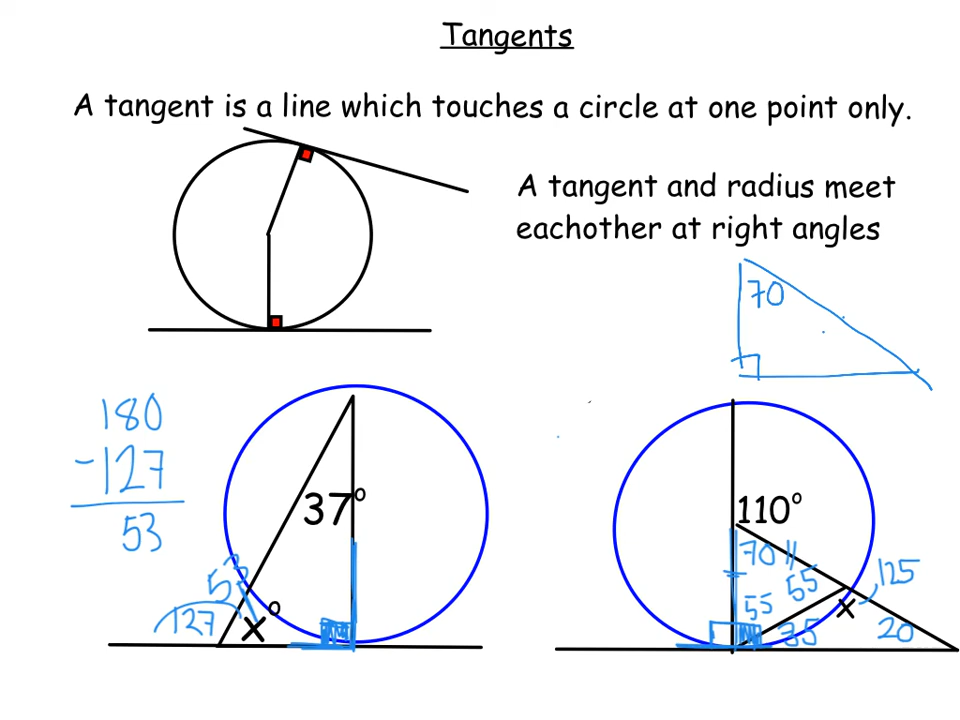 Tangents
A tangent is a line which touches a circle at one point only.
A tangent and radius meet
eachother at right angles
70
180
-127
53
37°
53
127
x°
110°
70
55
55
125
x
35
20